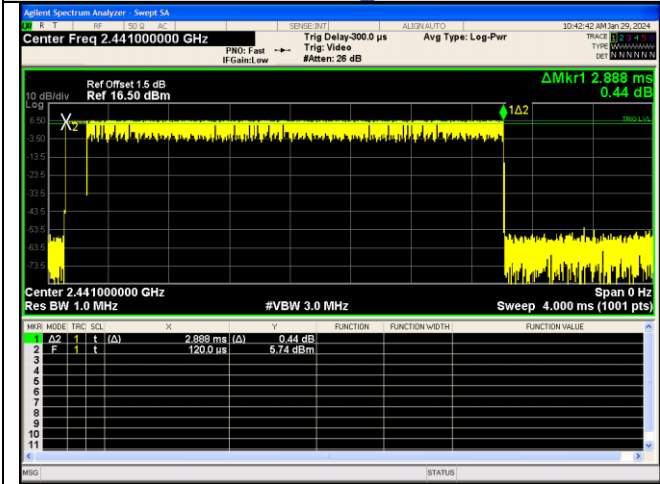 Agilent Spectrum Analyzer - Swept SA
R T RF 50 Ω AC SENSE:INT ALIGN AUTO 10:42:42 AM Jan 29, 2024
Center Freq 2.441000000 GHz
PNO: Fast
IFGain:Low
Trig Delay-300.0 µs
Trig: Video
#Atten: 26 dB
Avg Type: Log-Pwr
TRACE 1 2 3 4 5 6
TYPE WWWWWW
DET N N N N N N
ΔMkr1 2.888 ms
0.44 dB
Ref Offset 1.5 dB
10 dB/div Ref 16.50 dBm
Log
6.50
-3.50
-13.5
-23.5
-33.5
-43.5
-53.5
-63.5
-73.5
X2
1Δ2
TRIG LVL
Center 2.441000000 GHz Span 0 Hz
Res BW 1.0 MHz #VBW 3.0 MHz Sweep 4.000 ms (1001 pts)
MKR MODE TRC SCL X Y FUNCTION FUNCTION WIDTH FUNCTION VALUE
1 Δ2 1 t (Δ) 2.888 ms (Δ) 0.44 dB
2 F 1 t 120.0 µs 5.74 dBm
3
4
5
6
7
8
9
10
11
MSG STATUS